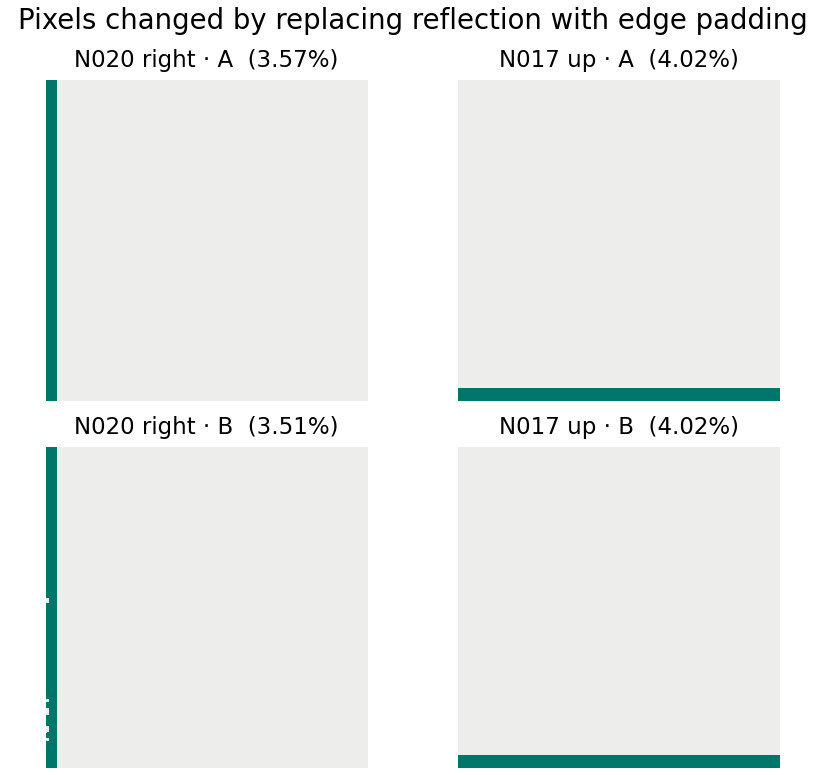 Pixels changed by replacing reflection with edge padding
N020 right · A (3.57%)
N017 up · A (4.02%)
N020 right · B (3.51%)
N017 up · B (4.02%)